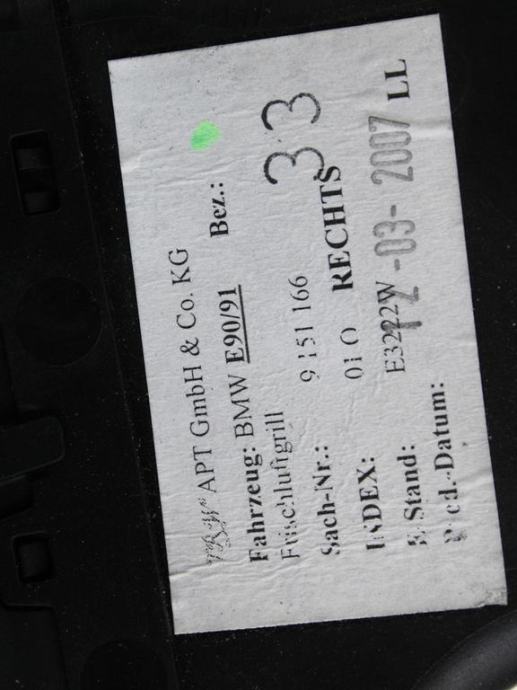 TRW APT GmbH & Co. KG
Fahrzeug: BMW E90/91 Bez.:
Frischluftgrill
33
Sach-Nr.: 9 151 166
INDEX: 01 O RECHTS
E Stand: E3222W
Prod.-Datum: 12-03-2007 LL